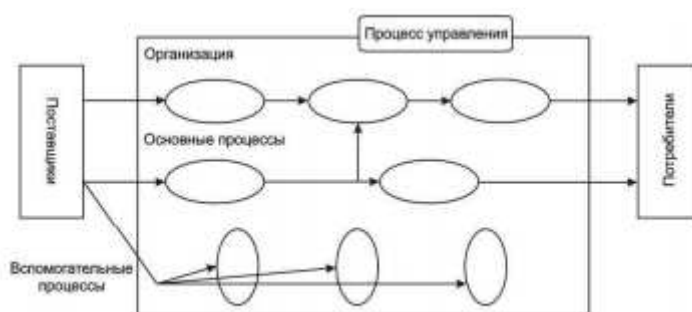 Процесс управления
Организация
Поставщики
Основные процессы
Потребители
Вспомогательные
процессы